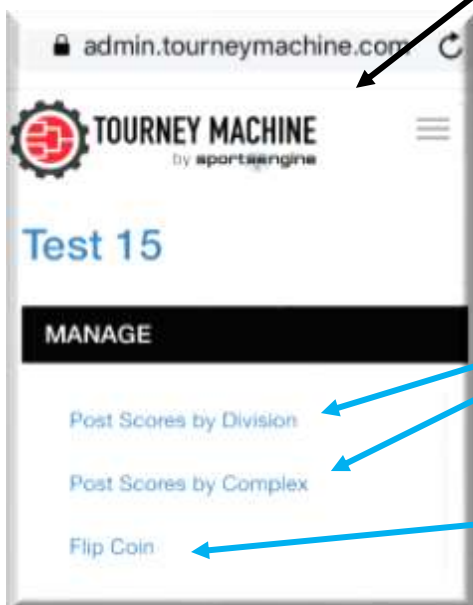 admin.tourneymachine.com
TOURNEY MACHINE
by sportsengine
Test 15
MANAGE
Post Scores by Division
Post Scores by Complex
Flip Coin